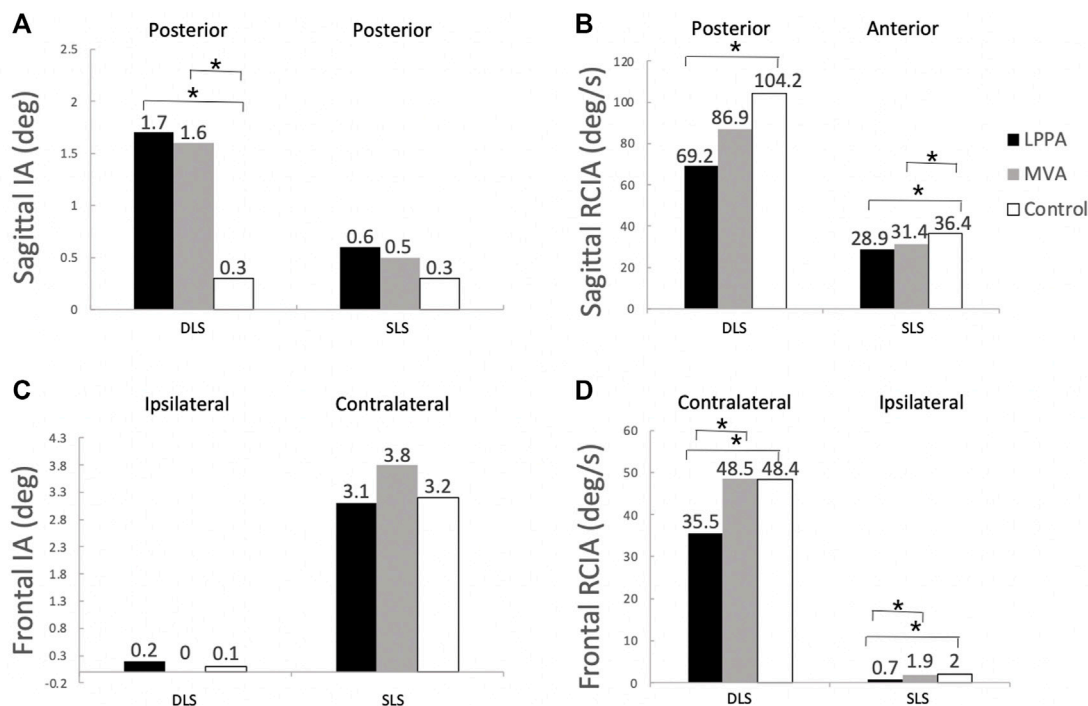 A
Posterior Posterior
*
*
Sagittal IA (deg)
2.5
2
1.5
1
0.5
0
1.7 1.6 0.3
0.6 0.5 0.3
DLS SLS
B
Posterior Anterior
*
*
*
Sagittal RCIA (deg/s)
120
100
80
60
40
20
0
69.2 86.9 104.2
28.9 31.4 36.4
DLS SLS
LPPA
MVA
Control
C
Ipsilateral Contralateral
Frontal IA (deg)
4.3
3.8
3.3
2.8
2.3
1.8
1.3
0.8
0.3
-0.2
0.2 0 0.1
3.1 3.8 3.2
DLS SLS
D
Contralateral Ipsilateral
*
*
*
*
Frontal RCIA (deg/s)
60
50
40
30
20
10
0
35.5 48.5 48.4
0.7 1.9 2
DLS SLS